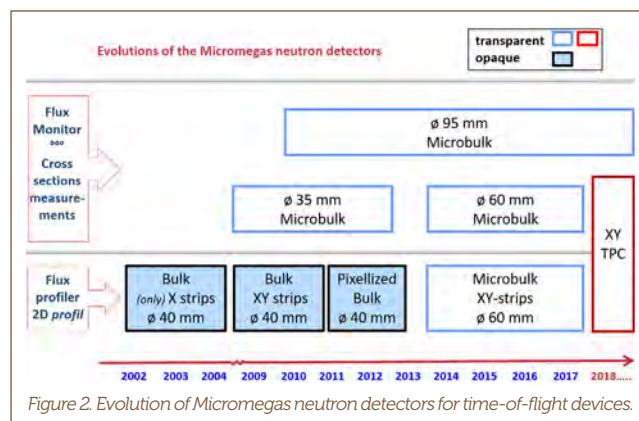 Evolutions of the Micromegas neutron detectors
transparent
opaque
Flux
Monitor
°°°
Cross
sections
measure-
ments
ø 95 mm
Microbulk
ø 35 mm
Microbulk
ø 60 mm
Microbulk
XY
TPC
Flux
profiler
2D profil
Bulk
(only) X strips
ø 40 mm
Bulk
XY strips
ø 40 mm
Pixellized
Bulk
ø 40 mm
Microbulk
XY-strips
ø 60 mm
2002 2003 2004 2009 2010 2011 2012 2013 2014 2015 2016 2017 2018.....
Figure 2. Evolution of Micromegas neutron detectors for time-of-flight devices.